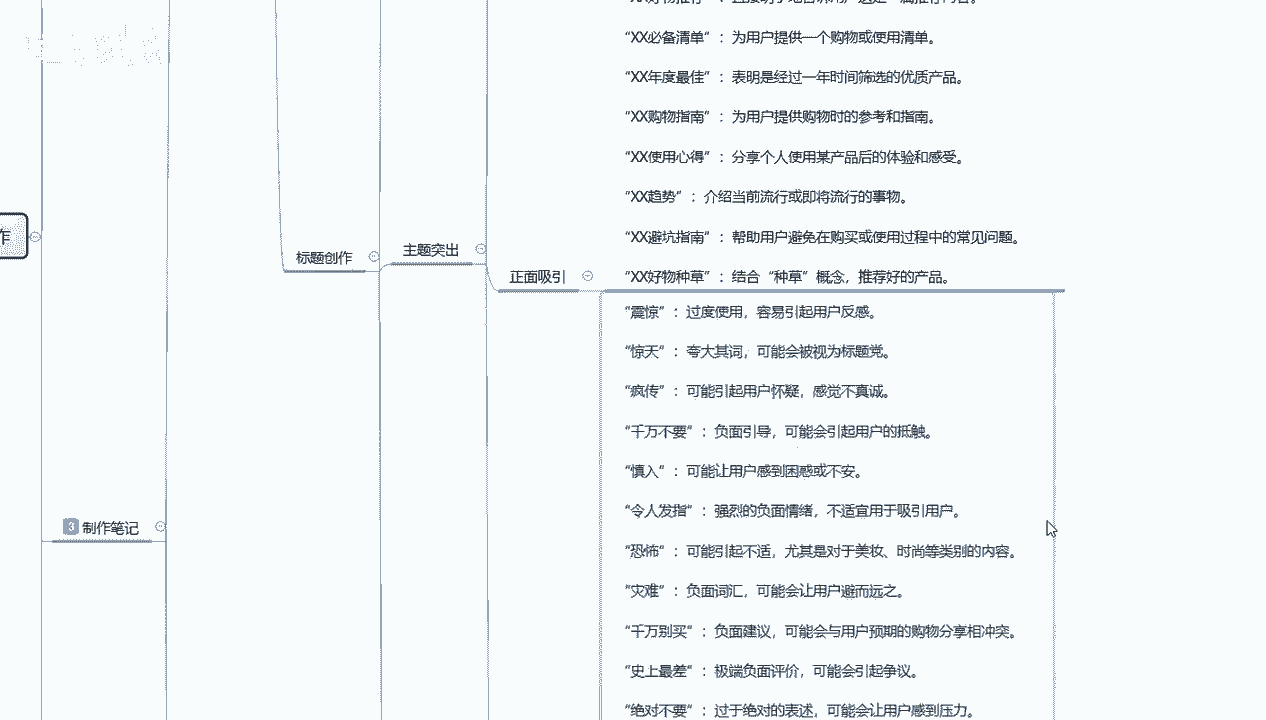 "XX必备清单"：为用户提供一个购物或使用清单。
"XX年度最佳"：表明是经过一年时间筛选的优质产品。
"XX购物指南"：为用户提供购物时的参考和指南。
"XX使用心得"：分享个人使用某产品后的体验和感受。
"XX趋势"：介绍当前流行或即将流行的事物。
作
"XX避坑指南"：帮助用户避免在购买或使用过程中的常见问题。
标题创作
主题突出
正面吸引
"XX好物种草"：结合"种草"概念，推荐好的产品。
"震惊"：过度使用，容易引起用户反感。
"惊天"：夸大其词，可能会被视为标题党。
"疯传"：可能引起用户怀疑，感觉不真诚。
"千万不要"：负面引导，可能会引起用户的抵触。
"慎入"：可能让用户感到困惑或不安。
"令人发指"：强烈的负面情绪，不适宜用于吸引用户。
3 制作笔记
"恐怖"：可能引起不适，尤其是对于美妆、时尚等类别的内容。
"灾难"：负面词汇，可能会让用户避而远之。
"千万别买"：负面建议，可能会与用户预期的购物分享相冲突。
"史上最差"：极端负面评价，可能会引起争议。
"绝对不要"：过于绝对的表述，可能会让用户感到压力。